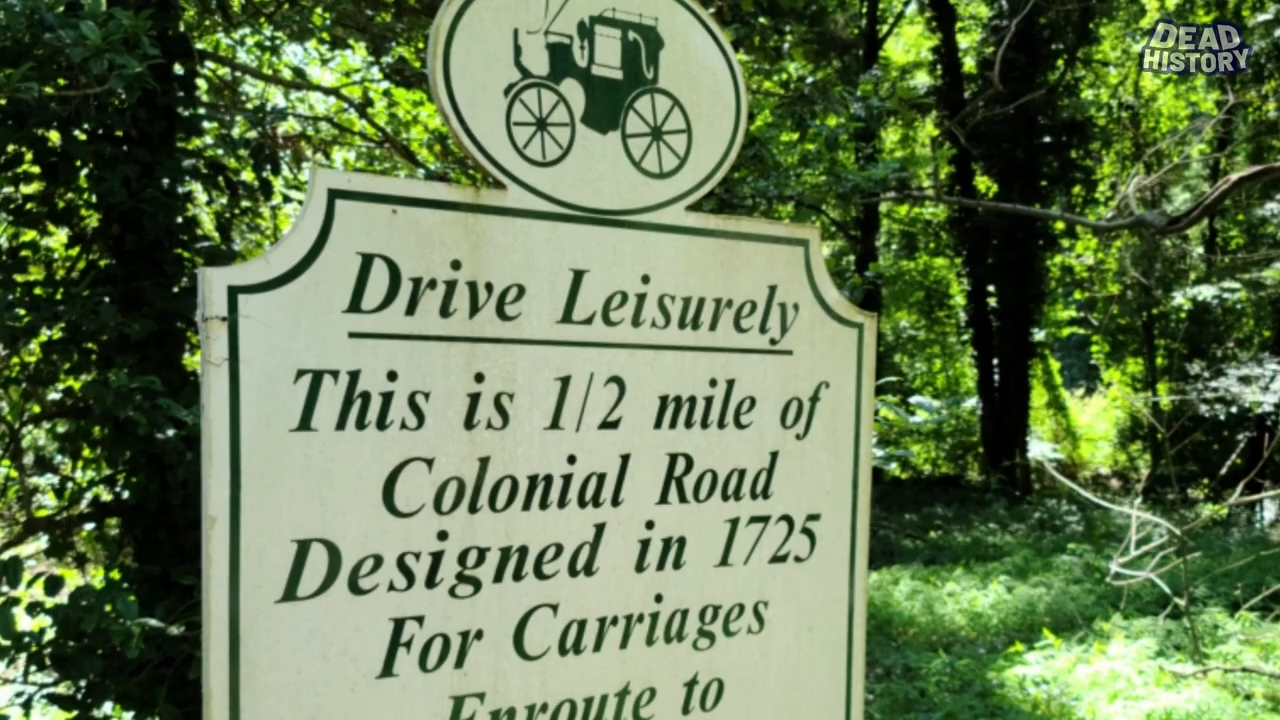 DEAD
HISTORY
Drive Leisurely
This is 1/2 mile of
Colonial Road
Designed in 1725
For Carriages
Enroute to